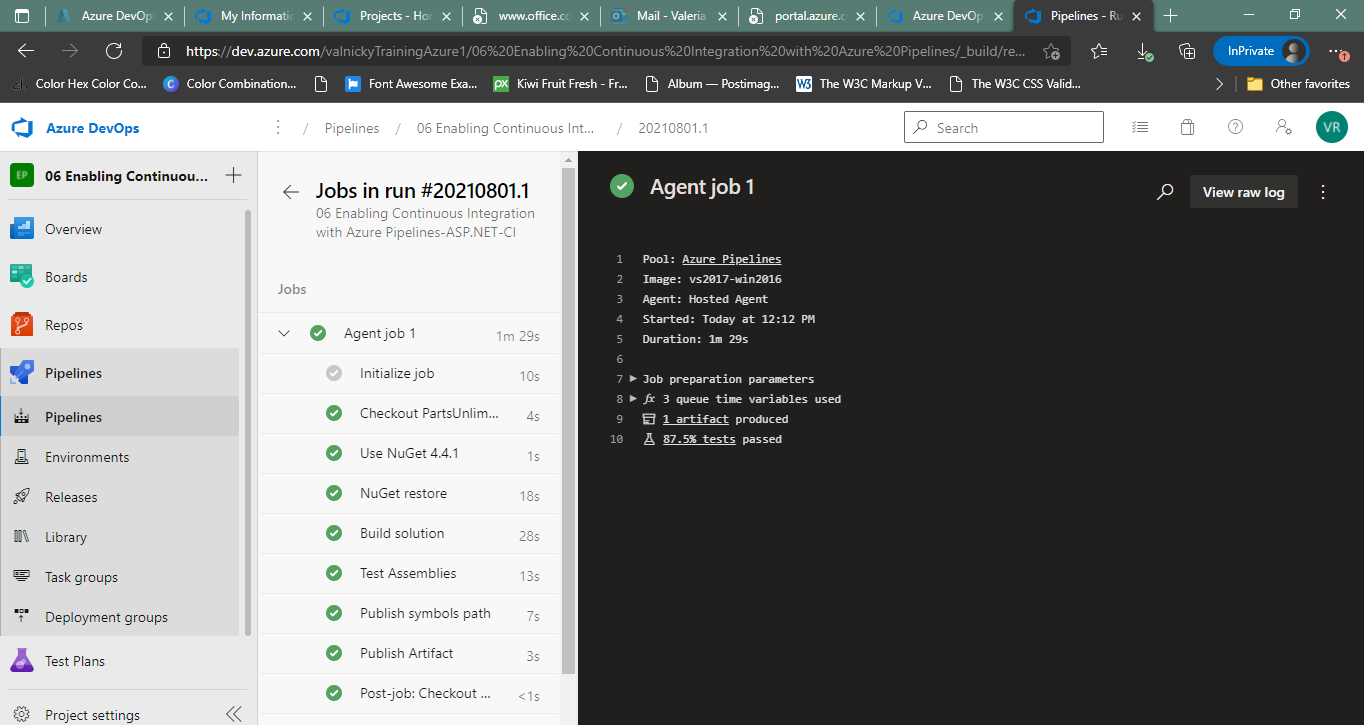 Azure DevOp
My Informatic
Projects - Ho
www.office.cc
Mail - Valeria
portal.azure.c
Azure DevOp
Pipelines - Ru
https://dev.azure.com/valnickyTrainingAzure1/06%20Enabling%20Continuous%20Integration%20with%20Azure%20Pipelines/_build/re...
InPrivate
Color Hex Color Co...
Color Combination...
Font Awesome Exa...
Kiwi Fruit Fresh - Fr...
Album — Postimag...
The W3C Markup V...
The W3C CSS Valid...
Other favorites
Azure DevOps
/ Pipelines / 06 Enabling Continuous Int... / 20210801.1
Search
VR
EP
06 Enabling Continuou...
Overview
Boards
Repos
Pipelines
Pipelines
Environments
Releases
Library
Task groups
Deployment groups
Test Plans
Project settings
Jobs in run #20210801.1
06 Enabling Continuous Integration
with Azure Pipelines-ASP.NET-CI
Jobs
Agent job 1 1m 29s
Initialize job 10s
Checkout PartsUnlim... 4s
Use NuGet 4.4.1 1s
NuGet restore 18s
Build solution 28s
Test Assemblies 13s
Publish symbols path 7s
Publish Artifact 3s
Post-job: Checkout ... <1s
Agent job 1
View raw log
1 Pool: Azure Pipelines
2 Image: vs2017-win2016
3 Agent: Hosted Agent
4 Started: Today at 12:12 PM
5 Duration: 1m 29s
6
7 Job preparation parameters
8 fx 3 queue time variables used
9 1 artifact produced
10 87.5% tests passed